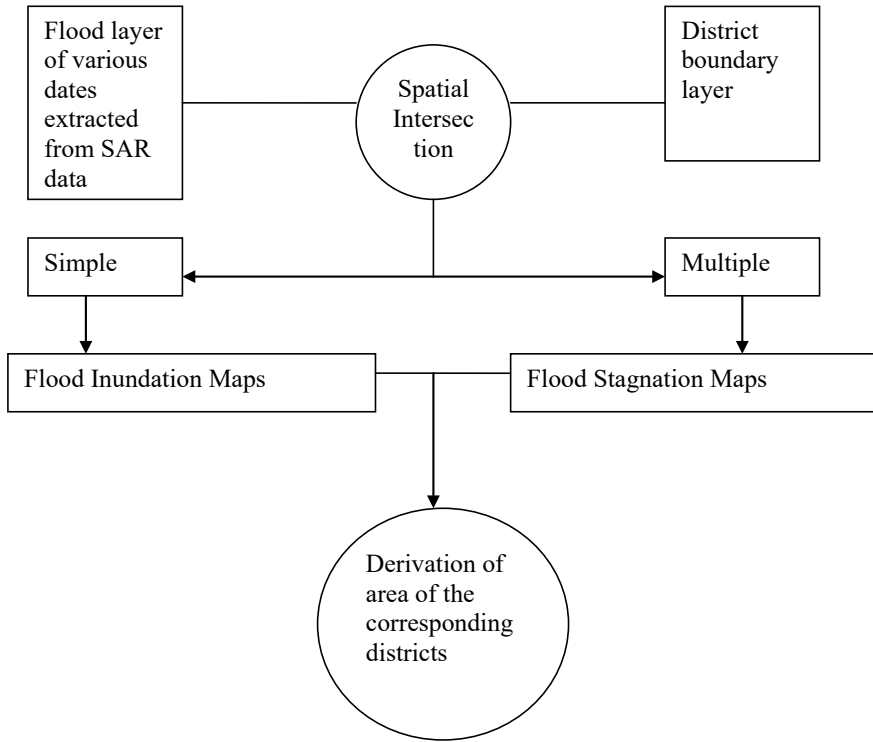 Flood layer
of various
dates
extracted
from SAR
data
Spatial
Intersec
tion
District
boundary
layer
Simple
Multiple
Flood Inundation Maps
Flood Stagnation Maps
Derivation of
area of the
corresponding
districts